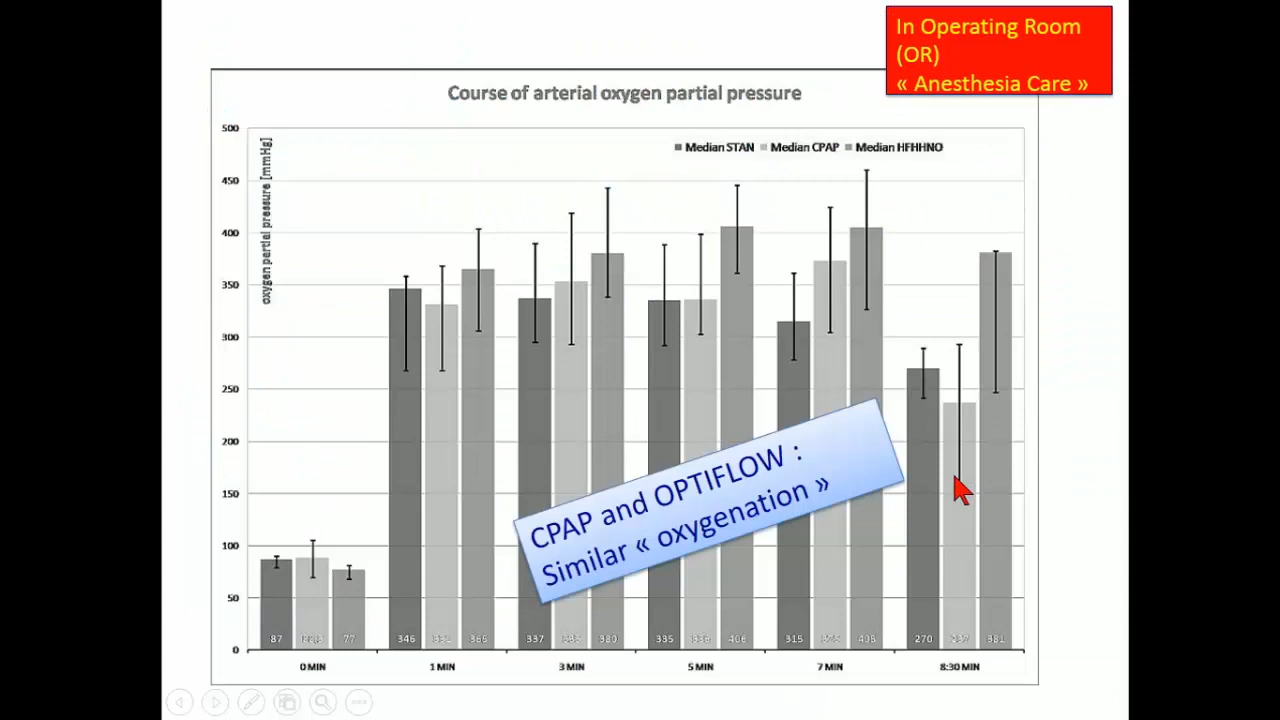 In Operating Room
(OR)
« Anesthesia Care »
Course of arterial oxygen partial pressure
oxygen partial pressure [mmHg]
Median STAN Median CPAP Median HFHHNO
500
450
400
350
300
250
200
150
100
50
0
CPAP and OPTIFLOW :
Similar « oxygenation »
87 77 346 365 337 380 335 406 315 405 270 237 381
0 MIN 1 MIN 3 MIN 5 MIN 7 MIN 8:30 MIN